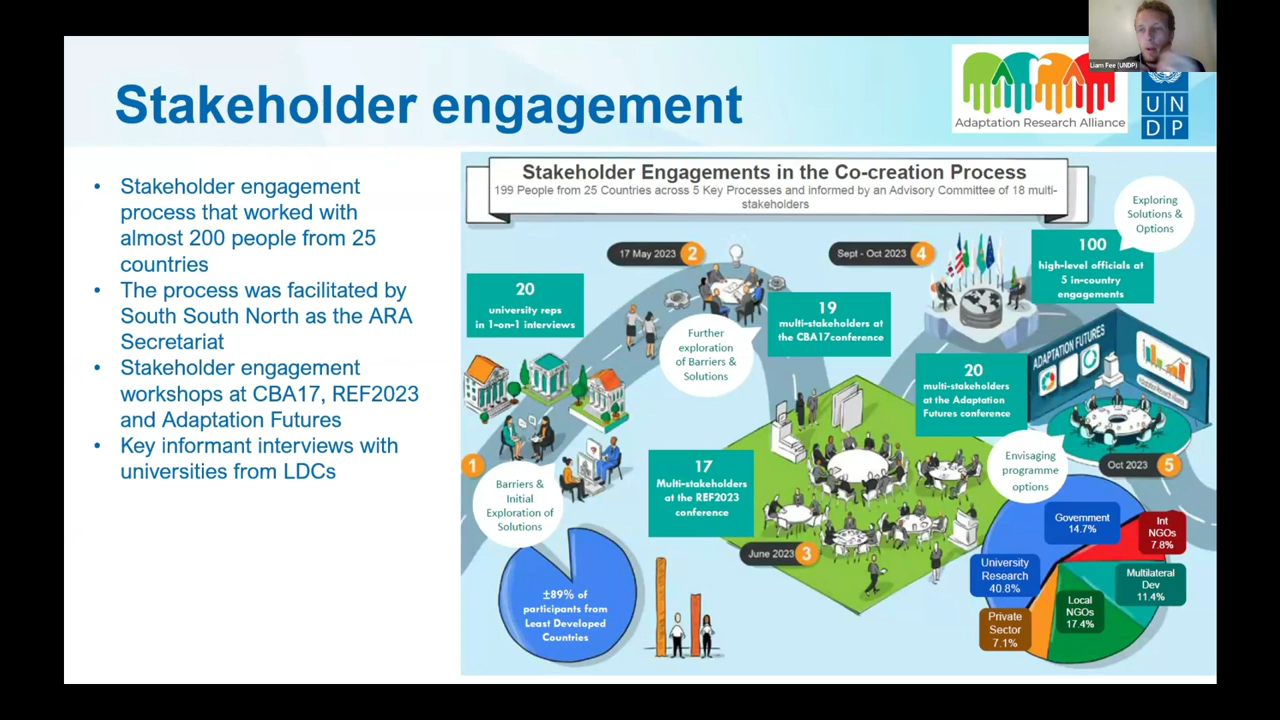 Liam Fee (UNDP)
Stakeholder engagement
Adaptation Research Alliance
U N
D P
• Stakeholder engagement
process that worked with
almost 200 people from 25
countries
• The process was facilitated by
South South North as the ARA
Secretariat
• Stakeholder engagement
workshops at CBA17, REF2023
and Adaptation Futures
• Key informant interviews with
universities from LDCs
Stakeholder Engagements in the Co-creation Process
199 People from 25 Countries across 5 Key Processes and informed by an Advisory Committee of 18 multi-
stakeholders
Exploring
Solutions &
Options
17 May 2023 2
Sept - Oct 2023 4
100
high-level officials at
5 in-country
engagements
20
university reps
in 1-on-1 interviews
19
multi-stakeholders at
the CBA17conference
Further
exploration
of Barriers &
Solutions
ADAPTATION FUTURES
20
multi-stakeholders
at the Adaptation
Futures conference
1
Barriers &
Initial
Exploration of
Solutions
17
Multi-stakeholders
at the REF2023
conference
Envisaging
programme
options
Oct 2023 5
June 2023 3
Government
14.7%
Int
NGOs
7.8%
University
Research
40.8%
Multilateral
Dev
11.4%
Local
NGOs
17.4%
Private
Sector
7.1%
±89% of
participants from
Least Developed
Countries